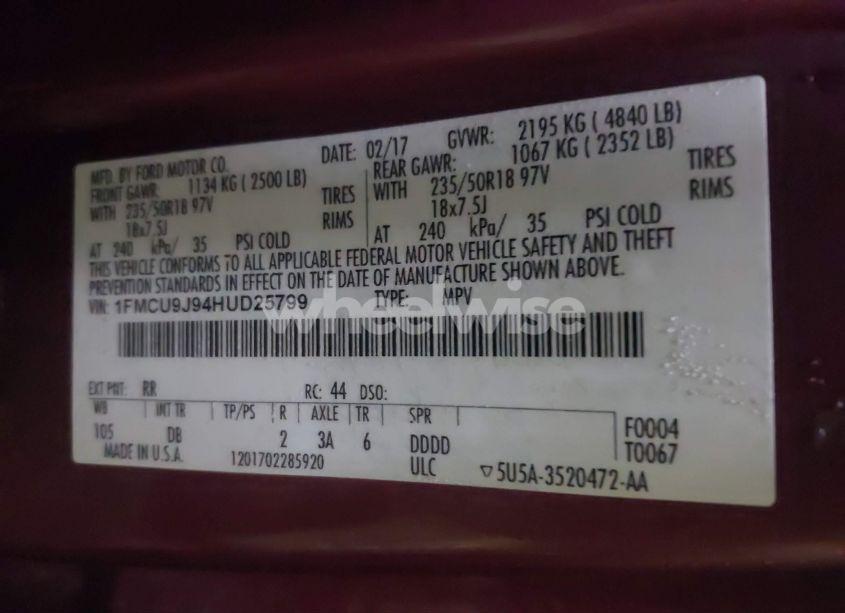 MFD. BY FORD MOTOR CO. DATE: 02/17 GVWR: 2195 KG ( 4840 LB)
FRONT GAWR: 1134 KG ( 2500 LB) REAR GAWR: 1067 KG ( 2352 LB)
WITH 235/50R18 97V TIRES WITH 235/50R18 97V TIRES
18x7.5J RIMS 18x7.5J RIMS
AT 240 kPa/ 35 PSI COLD AT 240 kPa/ 35 PSI COLD
THIS VEHICLE CONFORMS TO ALL APPLICABLE FEDERAL MOTOR VEHICLE SAFETY AND THEFT
PREVENTION STANDARDS IN EFFECT ON THE DATE OF MANUFACTURE SHOWN ABOVE.
VIN: 1FMCU9J94HUD25799 TYPE: MPV
wheelwise
EXT PNT: RR RC: 44 DSO:
WB INT TR TP/PS R AXLE TR SPR
105 DB 2 3A 6 DDDD F0004
MADE IN U.S.A. 1201702285920 ULC T0067
5U5A-3520472-AA